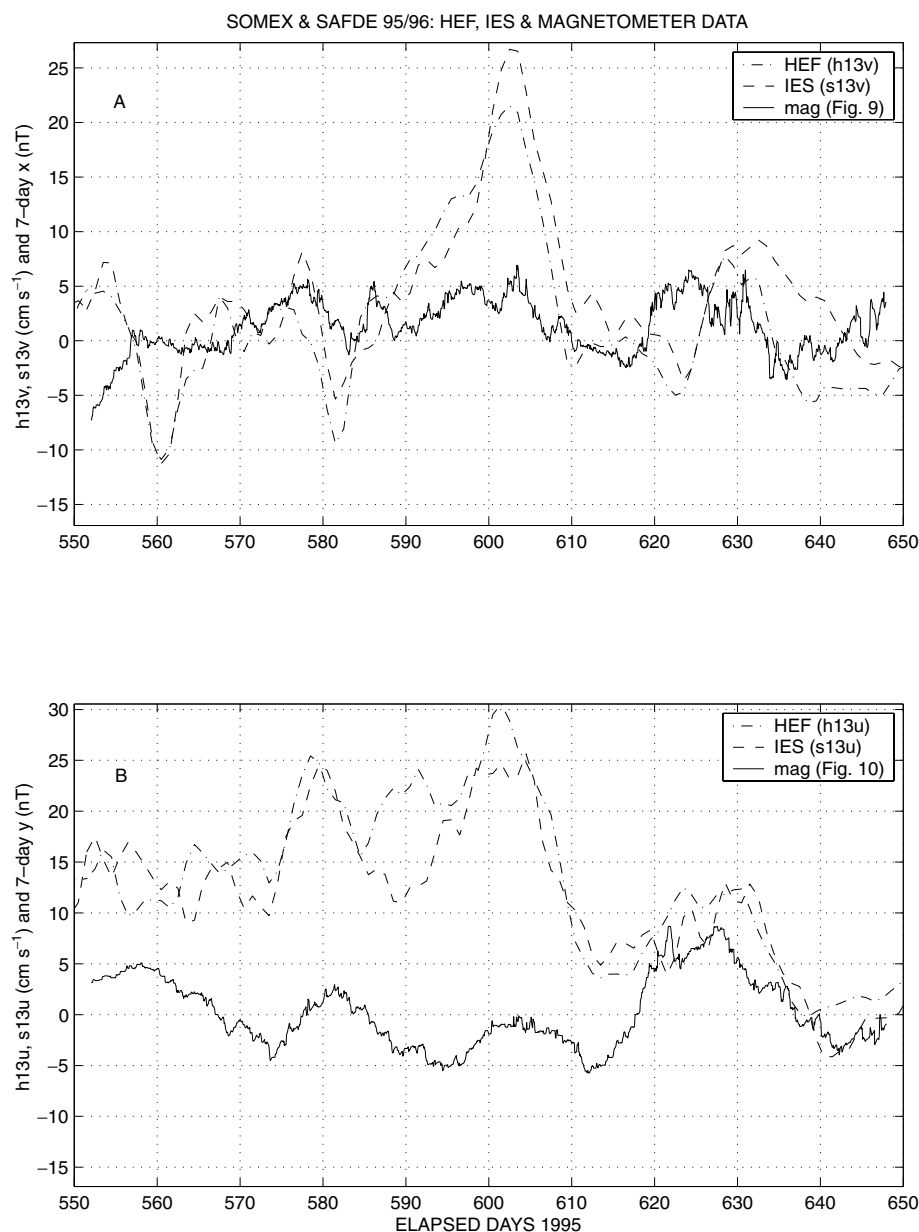 SOMEX & SAFDE 95/96: HEF, IES & MAGNETOMETER DATA
A
HEF (h13v)
IES (s13v)
mag (Fig. 9)
25
20
15
10
5
0
−5
−10
−15
h13v, s13v (cm s⁻¹) and 7–day x (nT)
550 560 570 580 590 600 610 620 630 640 650
B
HEF (h13u)
IES (s13u)
mag (Fig. 10)
30
25
20
15
10
5
0
−5
−10
−15
h13u, s13u (cm s⁻¹) and 7–day y (nT)
550 560 570 580 590 600 610 620 630 640 650
ELAPSED DAYS 1995